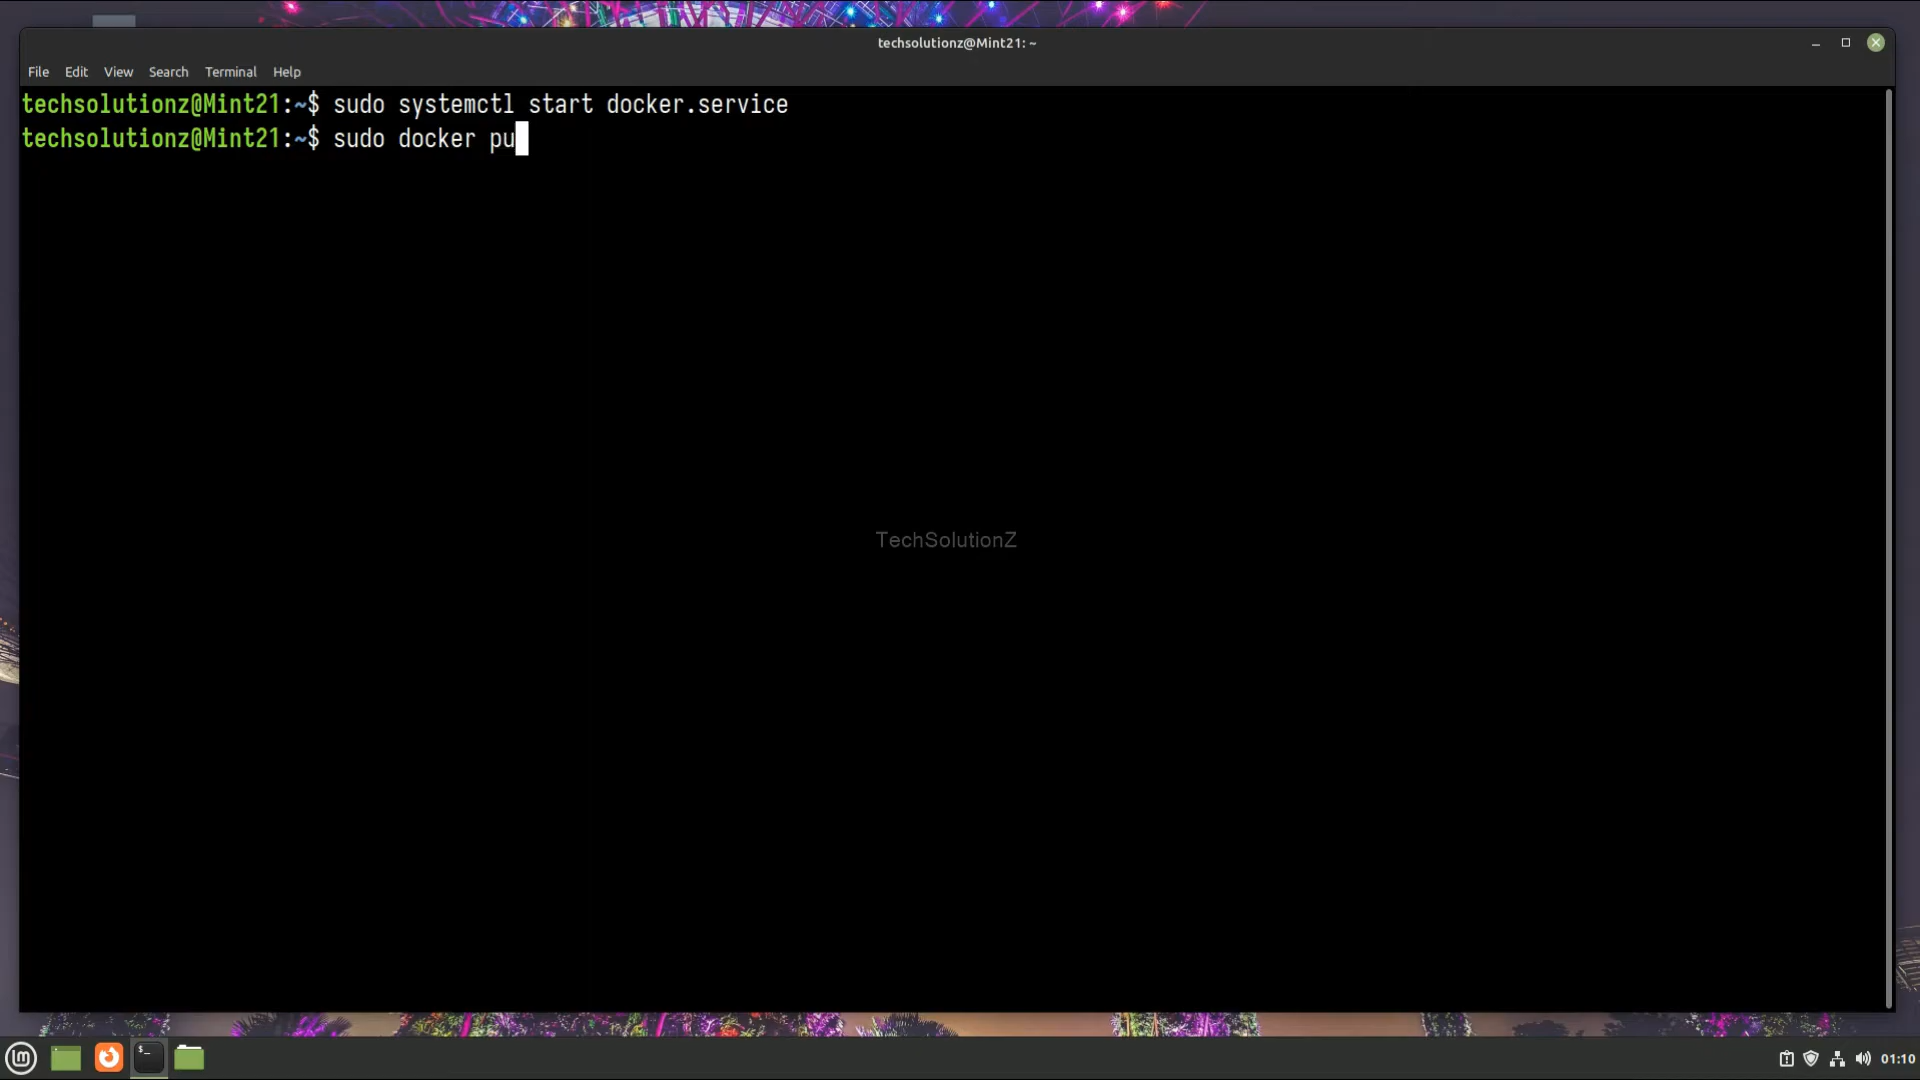 techsolutionz@Mint21: ~
File Edit View Search Terminal Help
techsolutionz@Mint21:~$ sudo systemctl start docker.service
techsolutionz@Mint21:~$ sudo docker pu
TechSolutionZ
01:10